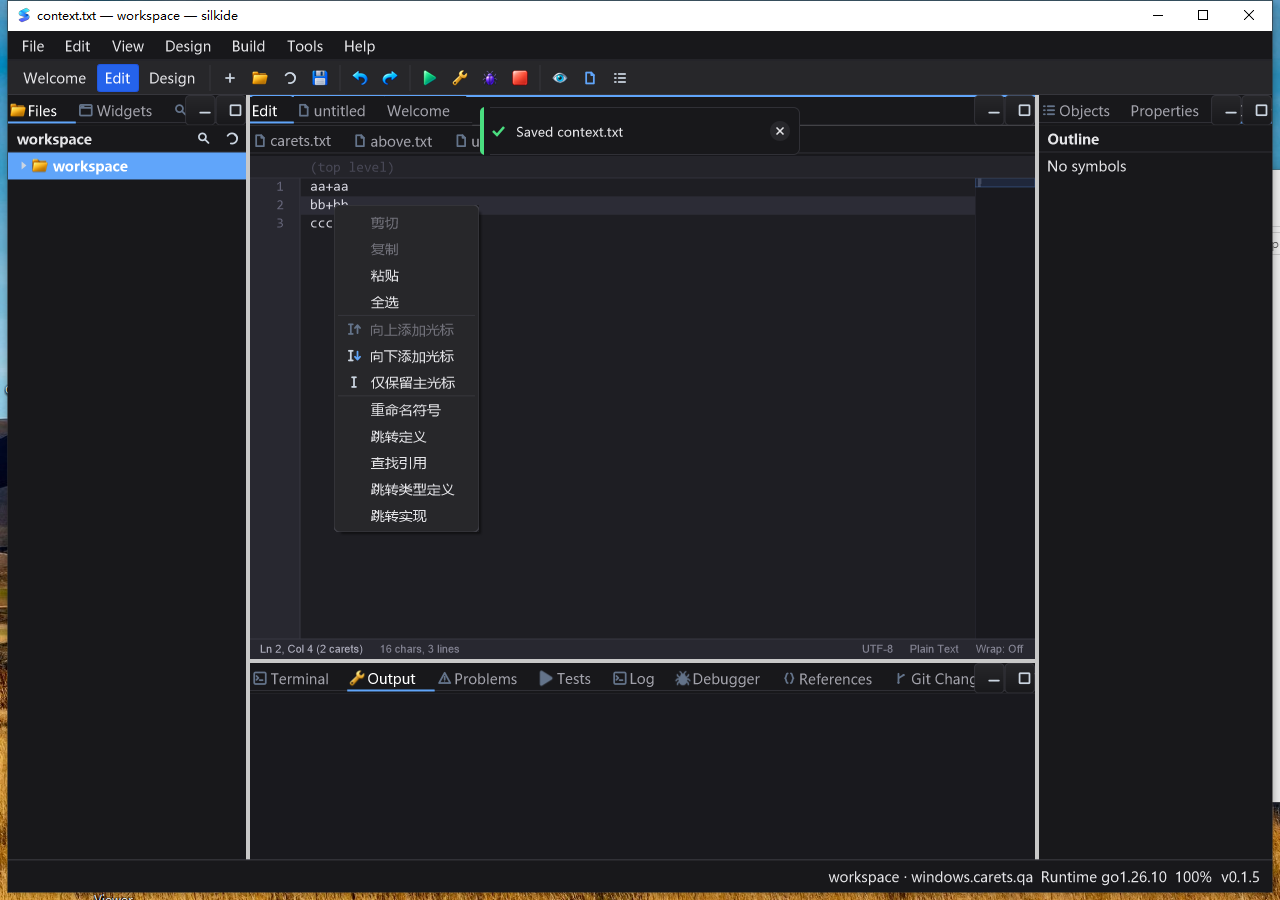 context.txt — workspace — silkide
File Edit View Design Build Tools Help
Welcome Edit Design
Files Widgets
Edit untitled Welcome
Objects Properties
workspace
carets.txt above.txt u
Saved context.txt
Outline
workspace
No symbols
(top level)
1 aa+aa
2 bb+bb
3 ccc
剪切
复制
粘贴
全选
向上添加光标
向下添加光标
仅保留主光标
重命名符号
跳转定义
查找引用
跳转类型定义
跳转实现
Ln 2, Col 4 (2 carets) 16 chars, 3 lines UTF-8 Plain Text Wrap: Off
Terminal Output Problems Tests Log Debugger References Git Chang
workspace · windows.carets.qa Runtime go1.26.10 100% v0.1.5